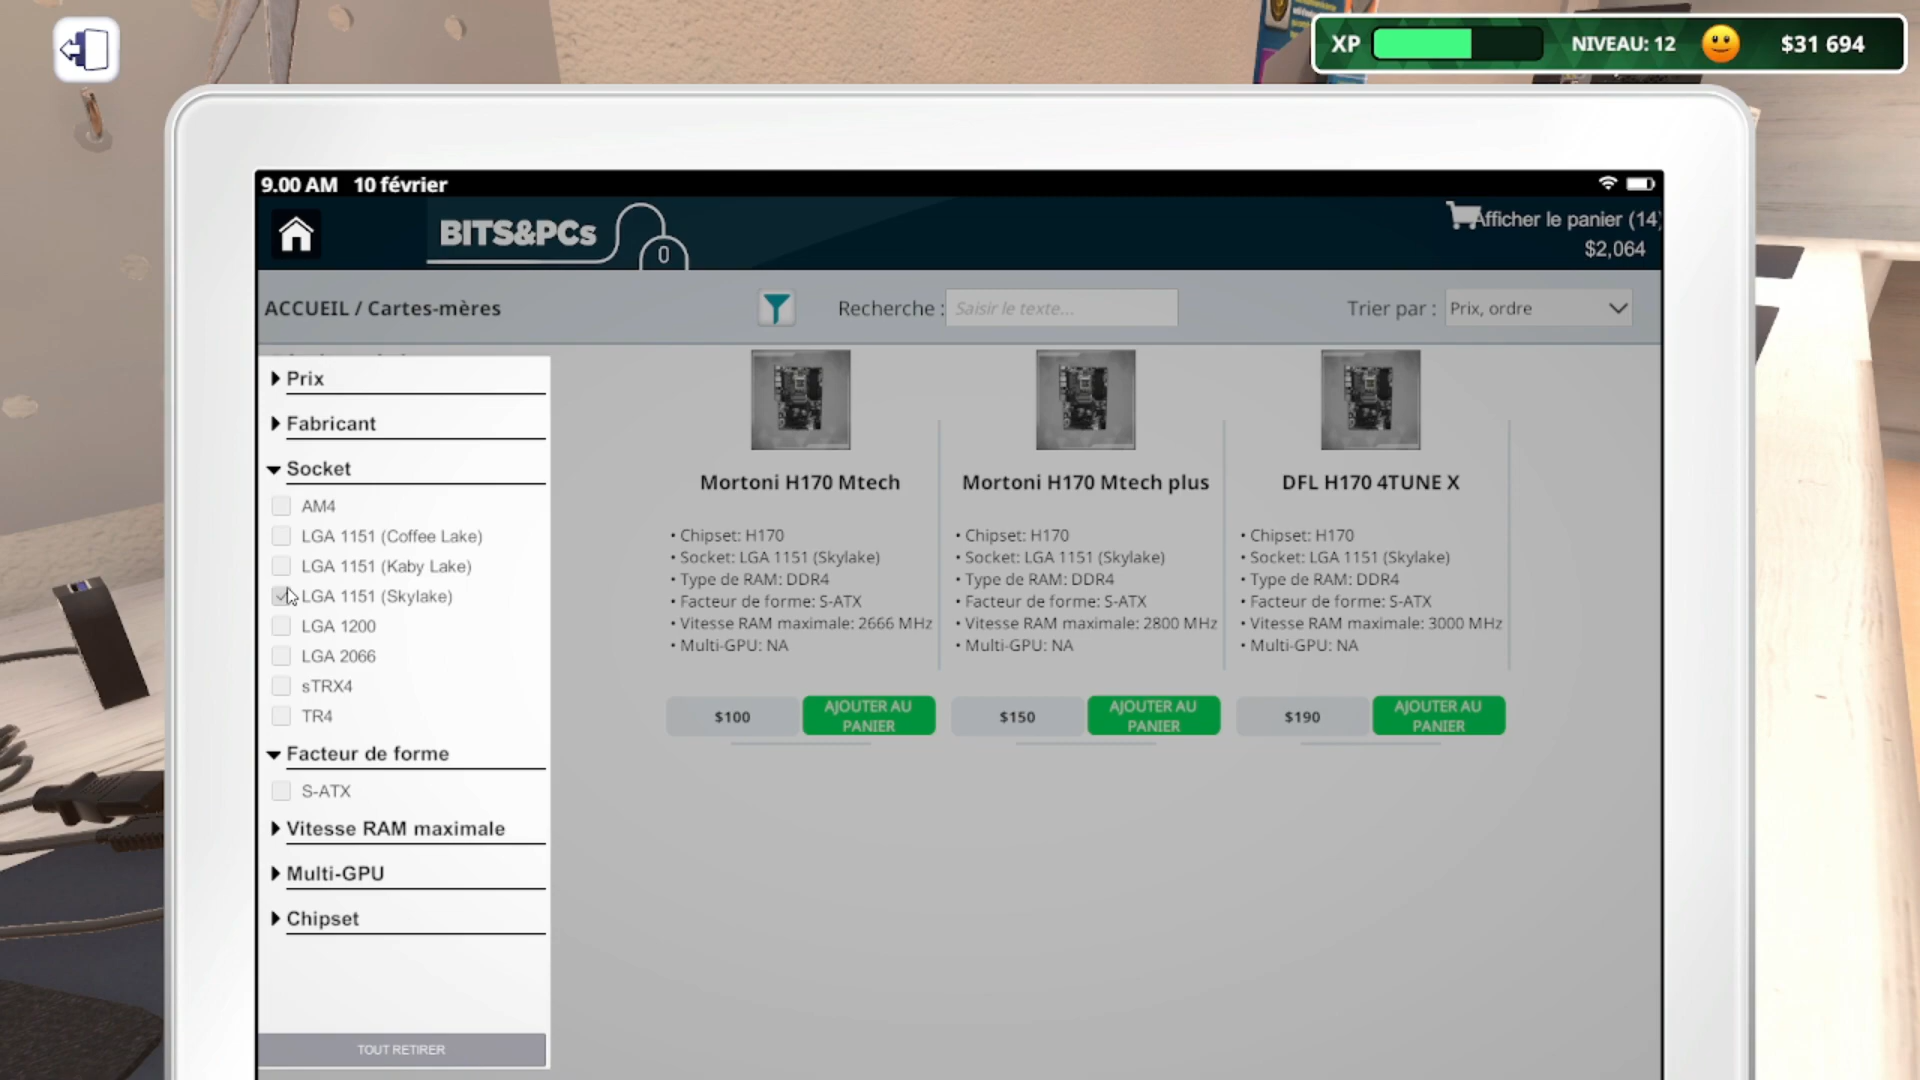 XP
NIVEAU: 12
$31 694
9.00 AM 10 février
BITS&PCs
0
Afficher le panier (14)
$2,064
ACCUEIL / Cartes-mères
Recherche :
Saisir le texte...
Trier par :
Prix, ordre
Prix
Fabricant
Socket
AM4
LGA 1151 (Coffee Lake)
LGA 1151 (Kaby Lake)
LGA 1151 (Skylake)
LGA 1200
LGA 2066
sTRX4
TR4
Facteur de forme
S-ATX
Vitesse RAM maximale
Multi-GPU
Chipset
TOUT RETIRER
Mortoni H170 Mtech
• Chipset: H170
• Socket: LGA 1151 (Skylake)
• Type de RAM: DDR4
• Facteur de forme: S-ATX
• Vitesse RAM maximale: 2666 MHz
• Multi-GPU: NA
$100
AJOUTER AU
PANIER
Mortoni H170 Mtech plus
• Chipset: H170
• Socket: LGA 1151 (Skylake)
• Type de RAM: DDR4
• Facteur de forme: S-ATX
• Vitesse RAM maximale: 2800 MHz
• Multi-GPU: NA
$150
AJOUTER AU
PANIER
DFL H170 4TUNE X
• Chipset: H170
• Socket: LGA 1151 (Skylake)
• Type de RAM: DDR4
• Facteur de forme: S-ATX
• Vitesse RAM maximale: 3000 MHz
• Multi-GPU: NA
$190
AJOUTER AU
PANIER